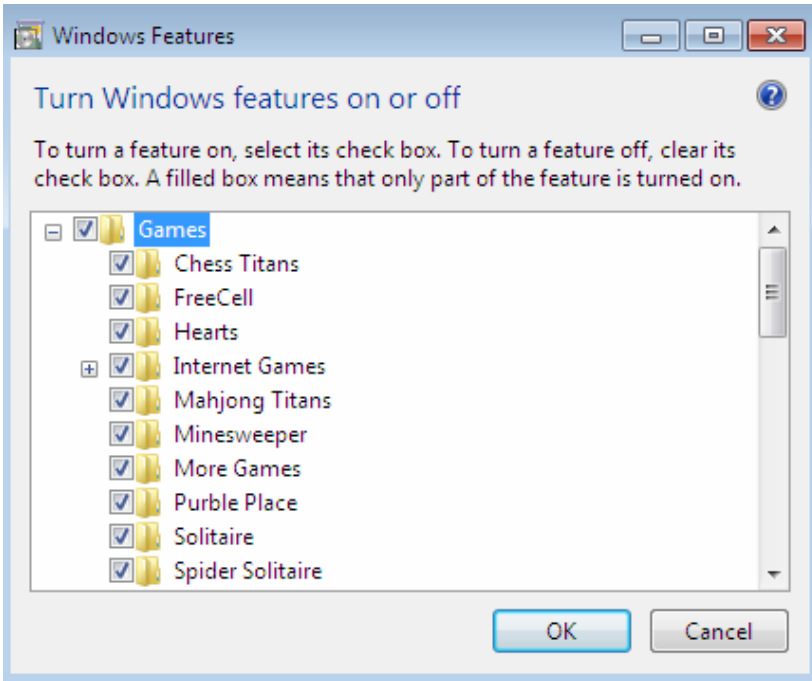 Windows Features
Turn Windows features on or off
To turn a feature on, select its check box. To turn a feature off, clear its
check box. A filled box means that only part of the feature is turned on.
Games
Chess Titans
FreeCell
Hearts
Internet Games
Mahjong Titans
Minesweeper
More Games
Purble Place
Solitaire
Spider Solitaire
OK Cancel